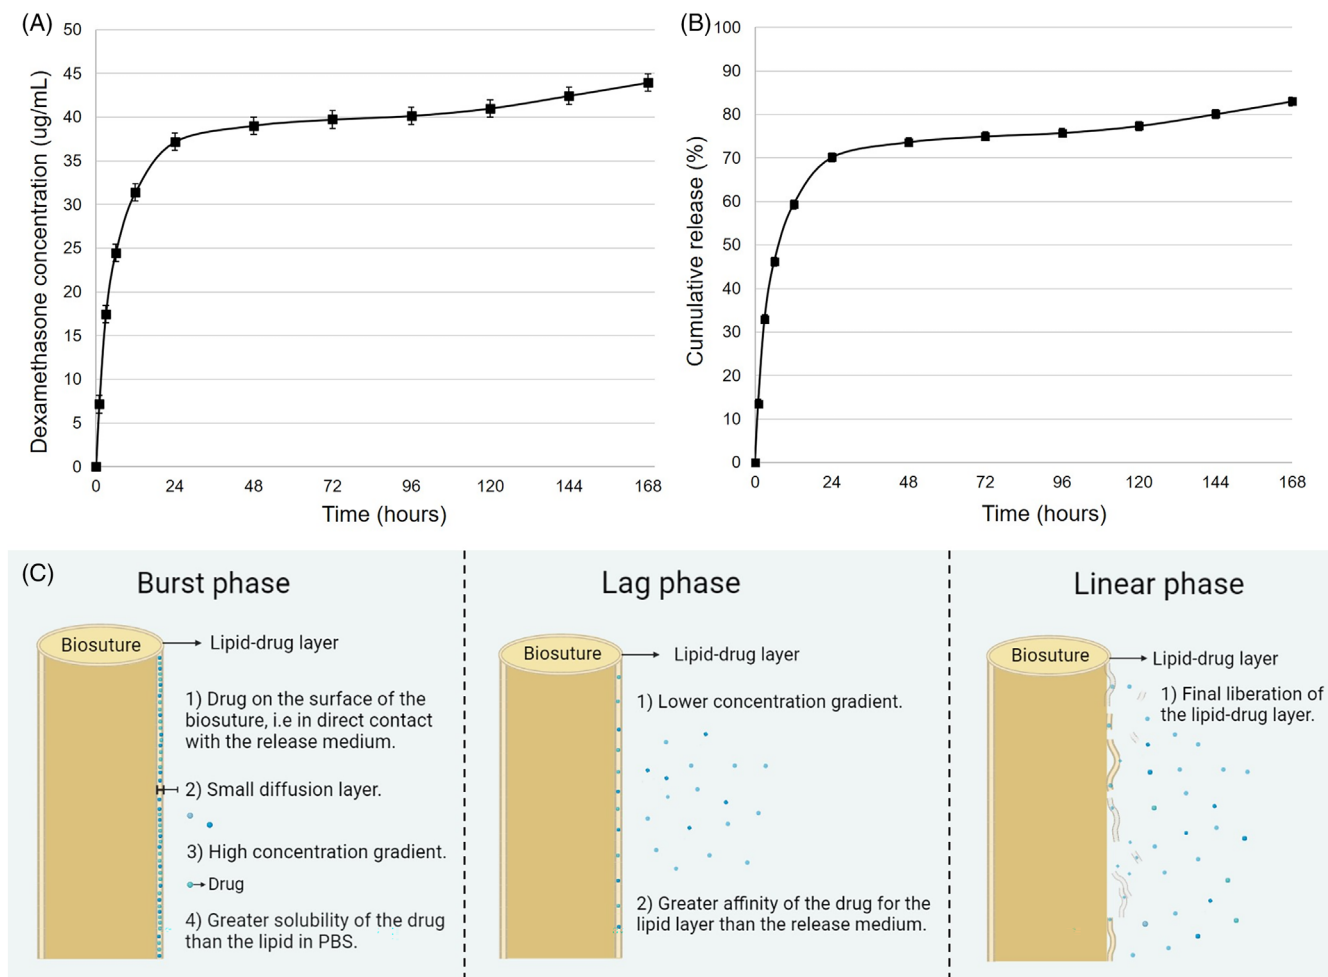 (A)
50
45
40
35
30
25
20
15
10
5
0
Dexamethasone concentration (ug/mL)
0 24 48 72 96 120 144 168
Time (hours)
(B)
100
90
80
70
60
50
40
30
20
10
0
Cumulative release (%)
0 24 48 72 96 120 144 168
Time (hours)
(C)
Burst phase
Biosuture
Lipid-drug layer
1) Drug on the surface of the
biosuture, i.e in direct contact
with the release medium.
2) Small diffusion layer.
3) High concentration gradient.
Drug
4) Greater solubility of the drug
than the lipid in PBS.
Lag phase
Biosuture
Lipid-drug layer
1) Lower concentration gradient.
2) Greater affinity of the drug for the
lipid layer than the release medium.
Linear phase
Biosuture
Lipid-drug layer
1) Final liberation of
the lipid-drug layer.